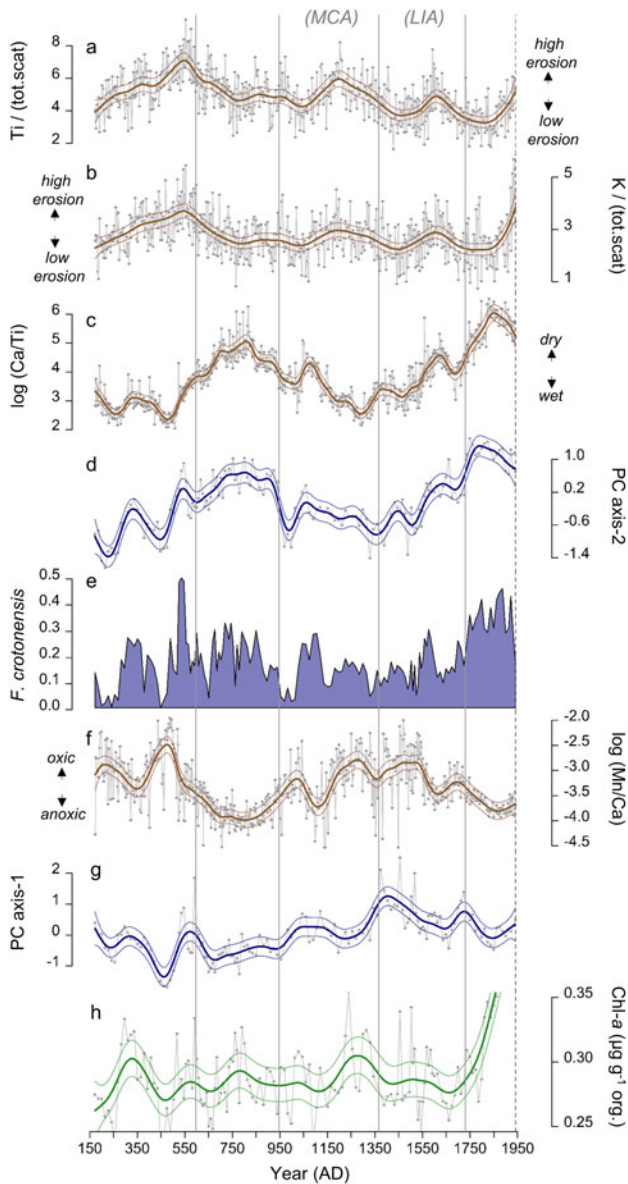 (MCA) (LIA)
a
Ti / (tot.scat)
8
6
4
2
high
erosion
low
erosion
b
high
erosion
low
erosion
K / (tot.scat)
5
3
1
c
log (Ca/Ti)
6
5
4
3
2
dry
wet
d
PC axis-2
1.0
0.2
-0.6
-1.4
e
F. crotonensis
0.5
0.4
0.3
0.2
0.1
0.0
f
oxic
anoxic
log (Mn/Ca)
-2.0
-2.5
-3.0
-3.5
-4.0
-4.5
g
PC axis-1
2
1
0
-1
h
Chl-a (µg g⁻¹ org.)
0.35
0.30
0.25
150 350 550 750 950 1150 1350 1550 1750 1950
Year (AD)